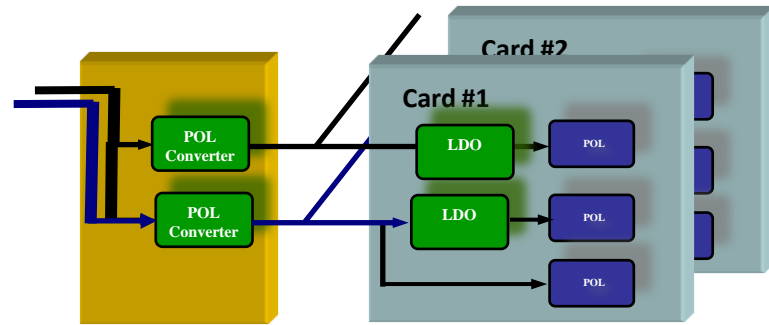 Card #2
Card #1
POL
Converter
LDO
POL
POL
Converter
LDO
POL
POL